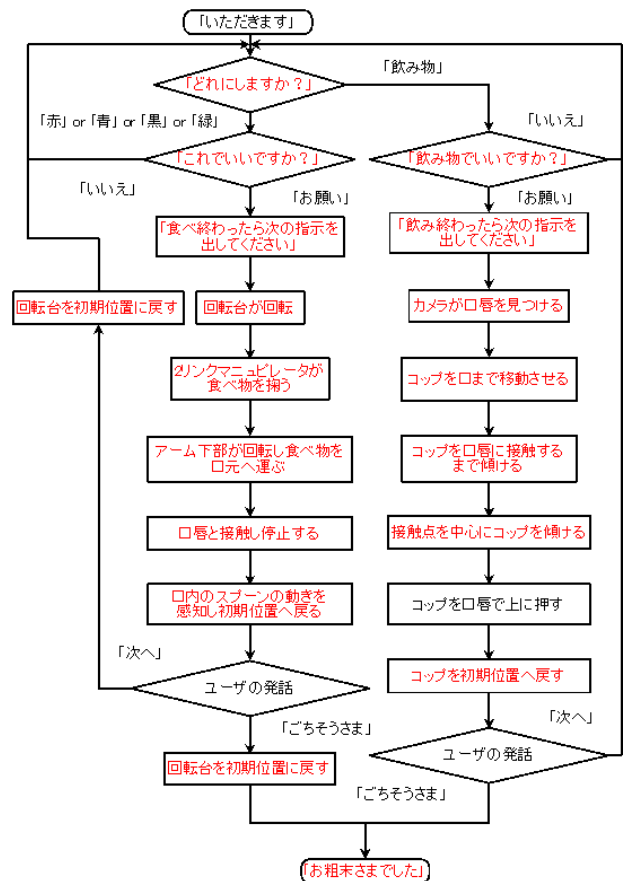 「いただきます」
「どれにしますか？」
「飲み物」
「赤」 or 「青」 or 「黒」 or 「緑」
「いいえ」
「これでいいですか？」
「飲み物でいいですか？」
「いいえ」
「お願い」
「お願い」
「食べ終わったら次の指示を
出してください」
「飲み終わったら次の指示を
出してください」
回転台を初期位置に戻す
回転台が回転
カメラが口唇を見つける
2リンクマニュピレータが
食べ物を掬う
コップを口まで移動させる
アーム下部が回転し食べ物を
口元へ運ぶ
コップを口唇に接触する
まで傾ける
口唇と接触し停止する
接触点を中心にコップを傾ける
口内のスプーンの動きを
感知し初期位置へ戻る
コップを口唇で上に押す
「次へ」
ユーザの発話
コップを初期位置へ戻す
「次へ」
「ごちそうさま」
回転台を初期位置に戻す
ユーザの発話
「ごちそうさま」
「お粗末さまでした」